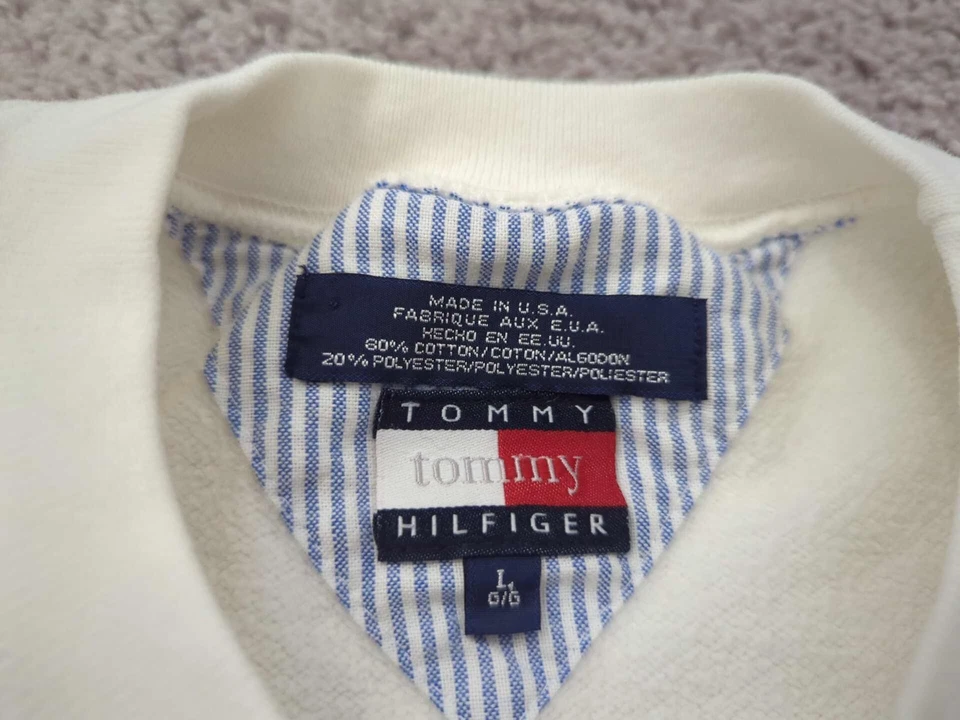 MADE IN U.S.A.
FABRIQUE AUX E.U.A.
HECHO EN EE.UU.
80% COTTON/COTON/ALGODON
20% POLYESTER/POLYESTER/POLIESTER
TOMMY
tommy
HILFIGER
L
G/G